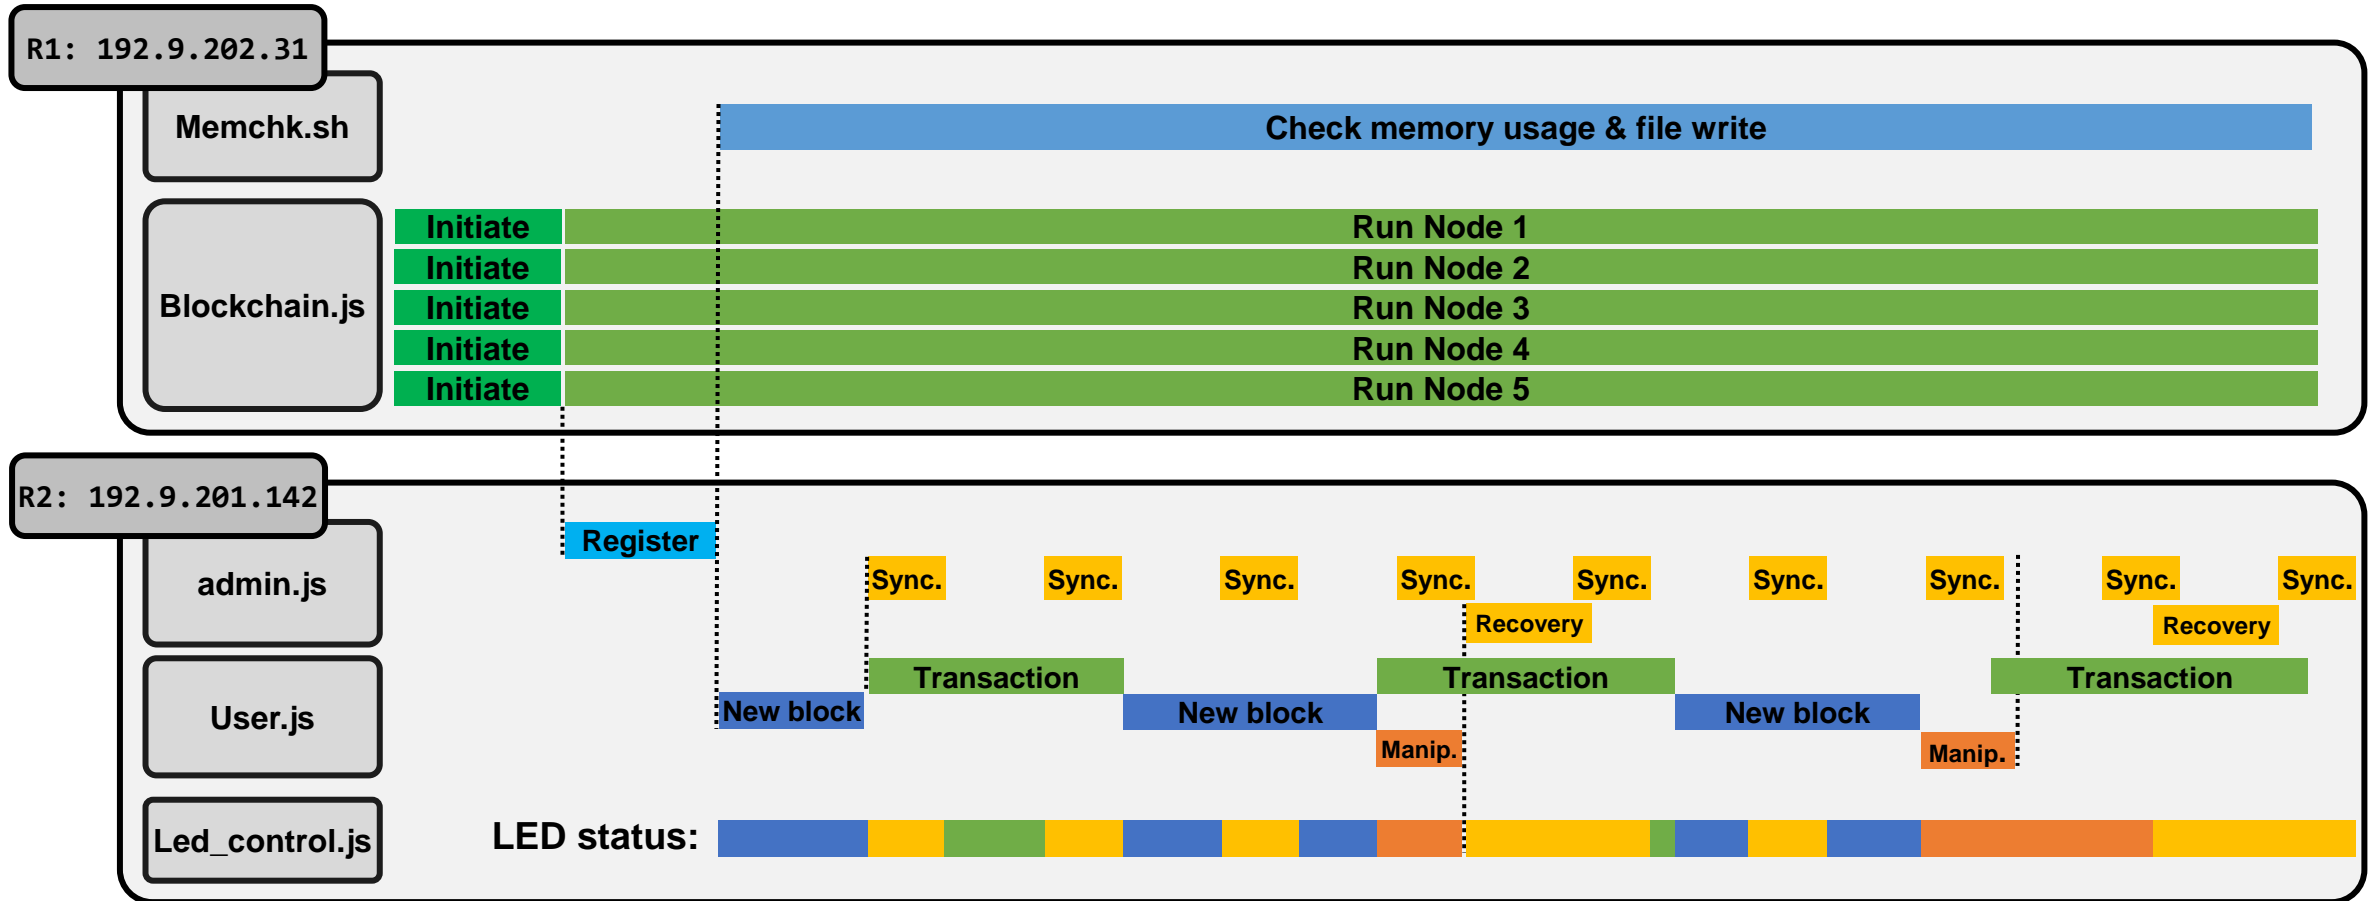 R1: 192.9.202.31
Memchk.sh
Check memory usage & file write
Blockchain.js
Initiate
Run Node 1
Initiate
Run Node 2
Initiate
Run Node 3
Initiate
Run Node 4
Initiate
Run Node 5
R2: 192.9.201.142
admin.js
Register
Sync.
Sync.
Sync.
Sync.
Sync.
Sync.
Sync.
Sync.
Sync.
Recovery
Recovery
User.js
Transaction
Transaction
Transaction
New block
New block
New block
Manip.
Manip.
Led_control.js
LED status: